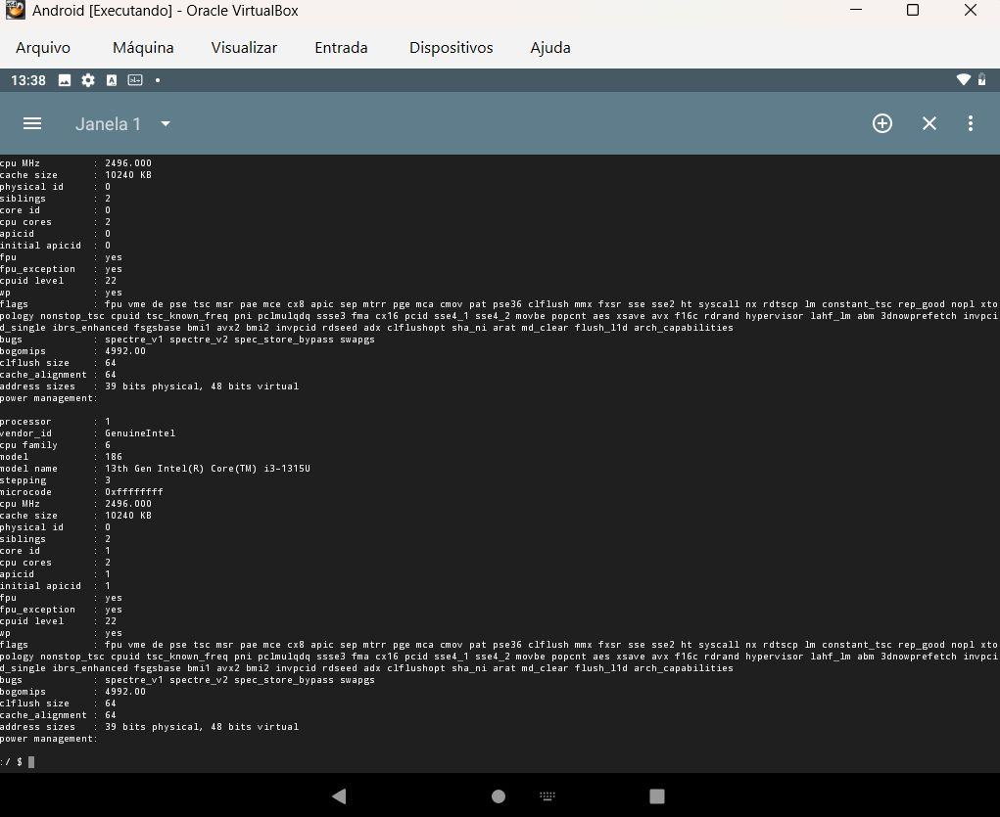 Android [Executando] - Oracle VirtualBox
Arquivo Máquina Visualizar Entrada Dispositivos Ajuda
13:38
Janela 1
cpu MHz : 2496.000
cache size : 10240 KB
physical id : 0
siblings : 2
core id : 0
cpu cores : 2
apicid : 0
initial apicid : 0
fpu : yes
fpu_exception : yes
cpuid level : 22
wp : yes
flags : fpu vme de pse tsc msr pae mce cx8 apic sep mtrr pge mca cmov pat pse36 clflush mmx fxsr sse sse2 ht syscall nx rdtscp lm constant_tsc rep_good nopl xto
pology nonstop_tsc cpuid tsc_known_freq pni pclmulqdq ssse3 fma cx16 pcid sse4_1 sse4_2 movbe popcnt aes xsave avx f16c rdrand hypervisor lahf_lm abm 3dnowprefetch invpci
d_single ibrs_enhanced fsgsbase bmi1 avx2 bmi2 invpcid rdseed adx clflushopt sha_ni arat md_clear flush_l1d arch_capabilities
bugs : spectre_v1 spectre_v2 spec_store_bypass swapgs
bogomips : 4992.00
clflush size : 64
cache_alignment : 64
address sizes : 39 bits physical, 48 bits virtual
power management:
processor : 1
vendor_id : GenuineIntel
cpu family : 6
model : 186
model name : 13th Gen Intel(R) Core(TM) i3-1315U
stepping : 3
microcode : 0xffffffff
cpu MHz : 2496.000
cache size : 10240 KB
physical id : 0
siblings : 2
core id : 1
cpu cores : 2
apicid : 1
initial apicid : 1
fpu : yes
fpu_exception : yes
cpuid level : 22
wp : yes
flags : fpu vme de pse tsc msr pae mce cx8 apic sep mtrr pge mca cmov pat pse36 clflush mmx fxsr sse sse2 ht syscall nx rdtscp lm constant_tsc rep_good nopl xto
pology nonstop_tsc cpuid tsc_known_freq pni pclmulqdq ssse3 fma cx16 pcid sse4_1 sse4_2 movbe popcnt aes xsave avx f16c rdrand hypervisor lahf_lm abm 3dnowprefetch invpci
d_single ibrs_enhanced fsgsbase bmi1 avx2 bmi2 invpcid rdseed adx clflushopt sha_ni arat md_clear flush_l1d arch_capabilities
bugs : spectre_v1 spectre_v2 spec_store_bypass swapgs
bogomips : 4992.00
clflush size : 64
cache_alignment : 64
address sizes : 39 bits physical, 48 bits virtual
power management:
:/ $